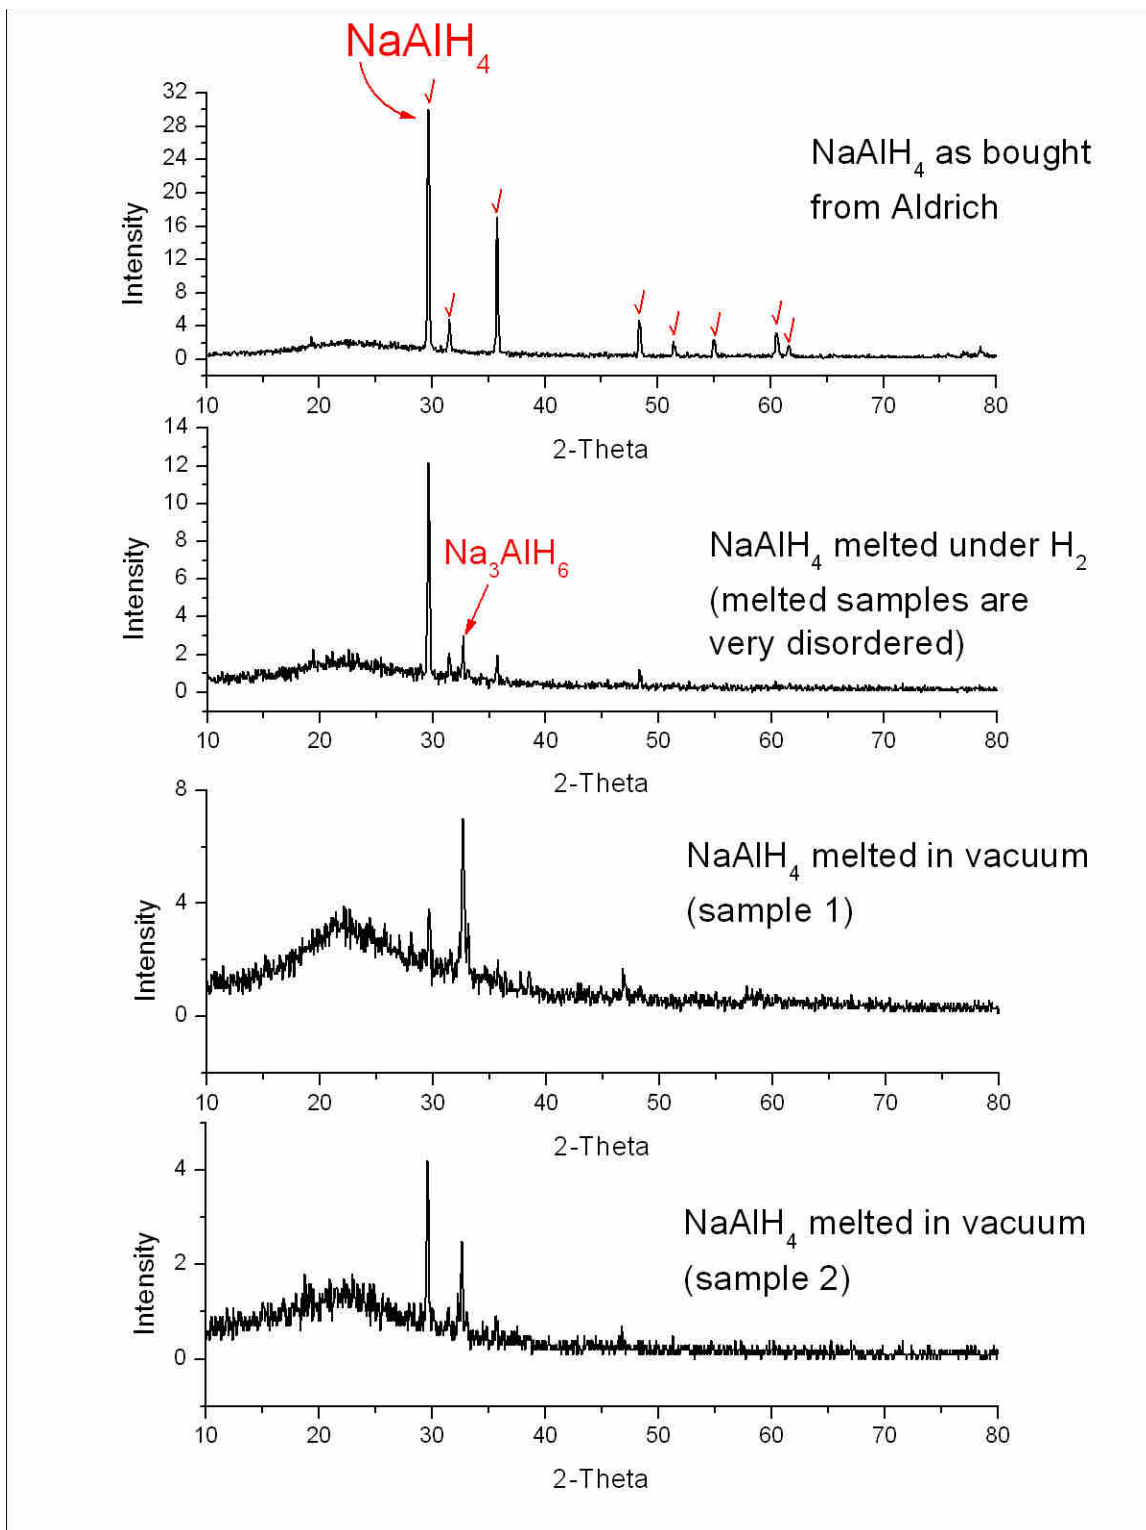 NaAlH4
32
28
24
20
16
12
8
4
0
Intensity
NaAlH4 as bought
from Aldrich
10 20 30 40 50 60 70 80
2-Theta
14
12
10
8
6
4
2
0
Intensity
Na3AlH6
NaAlH4 melted under H2
(melted samples are
very disordered)
10 20 30 40 50 60 70 80
2-Theta
8
4
0
Intensity
NaAlH4 melted in vacuum
(sample 1)
10 20 30 40 50 60 70 80
2-Theta
4
2
0
Intensity
NaAlH4 melted in vacuum
(sample 2)
10 20 30 40 50 60 70 80
2-Theta